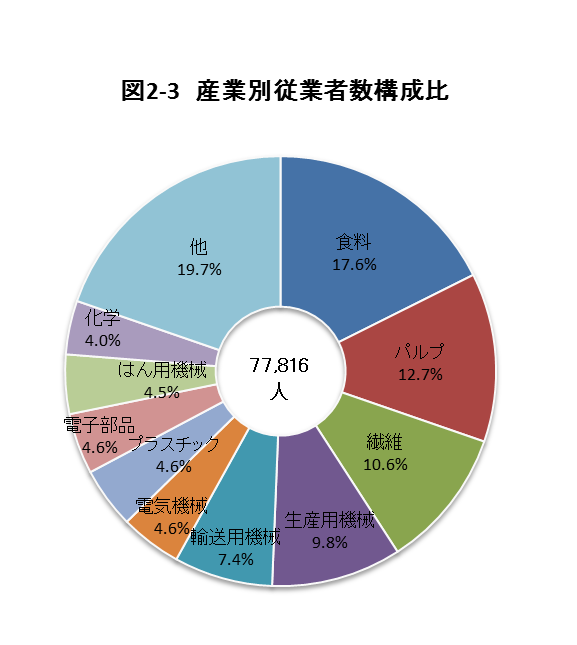 図2-3 産業別従業者数構成比
食料
17.6%
パルプ
12.7%
繊維
10.6%
生産用機械
9.8%
輸送用機械
7.4%
電気機械
4.6%
プラスチック
4.6%
電子部品
4.6%
はん用機械
4.5%
化学
4.0%
他
19.7%
77,816
人